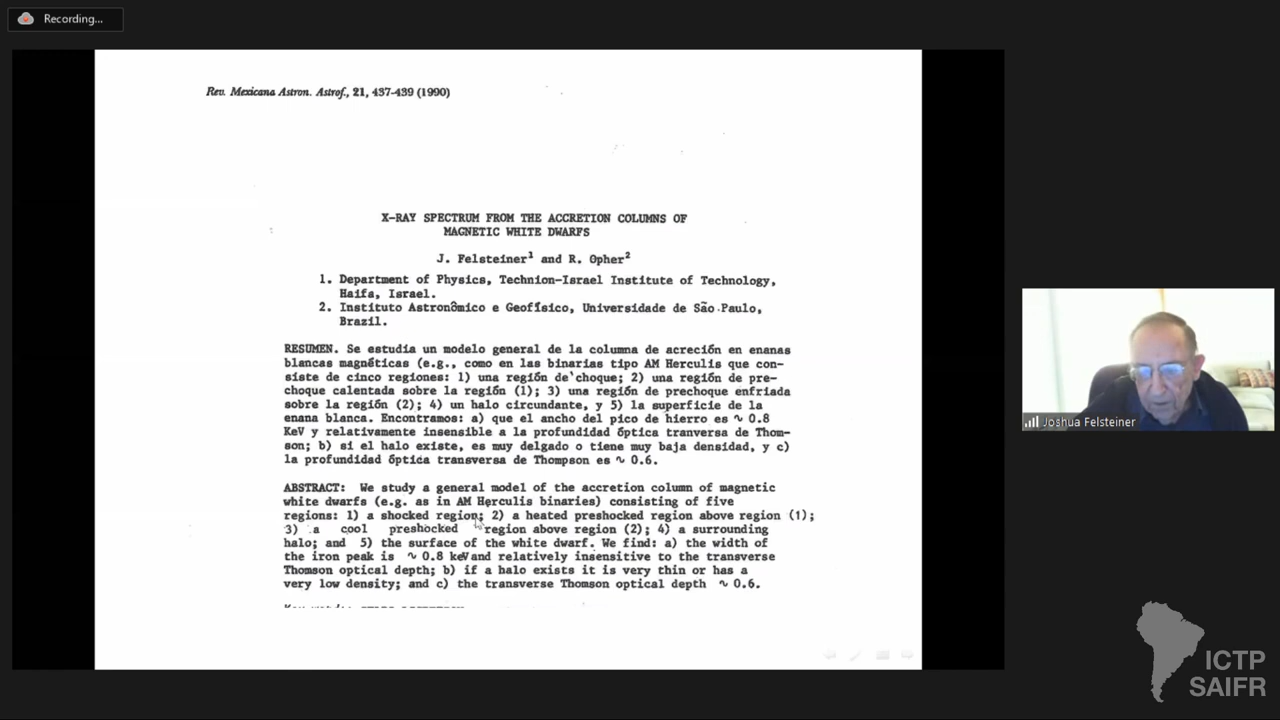 Recording...
Rev. Mexicana Astron. Astrof., 21, 437-439 (1990)
X-RAY SPECTRUM FROM THE ACCRETION COLUMNS OF
MAGNETIC WHITE DWARFS
J. Felsteiner¹ and R. Opher²
1. Department of Physics, Technion-Israel Institute of Technology,
Haifa, Israel.
2. Instituto Astronômico e Geofísico, Universidade de São Paulo,
Brazil.
RESUMEN. Se estudia un modelo general de la columna de acreción en enanas
blancas magnéticas (e.g., como en las binarias tipo AM Herculis que con-
siste de cinco regiones: 1) una región de choque; 2) una región de pre-
choque calentada sobre la región (1); 3) una región de prechoque enfriada
sobre la región (2); 4) un halo circundante, y 5) la superficie de la
enana blanca. Encontramos: a) que el ancho del pico de hierro es ~ 0.8
KeV y relativamente insensible a la profundidad óptica tranversa de Thom-
son; b) si el halo existe, es muy delgado o tiene muy baja densidad, y c)
la profundidad óptica transversa de Thompson es ~ 0.6.
ABSTRACT: We study a general model of the accretion column of magnetic
white dwarfs (e.g. as in AM Herculis binaries) consisting of five
regions: 1) a shocked region; 2) a heated preshocked region above region (1);
3) a cool preshocked region above region (2); 4) a surrounding
halo; and 5) the surface of the white dwarf. We find: a) the width of
the iron peak is ~ 0.8 keV and relatively insensitive to the transverse
Thomson optical depth; b) if a halo exists it is very thin or has a
very low density; and c) the transverse Thomson optical depth ~ 0.6.
Joshua Felsteiner
ICTP
SAIFR